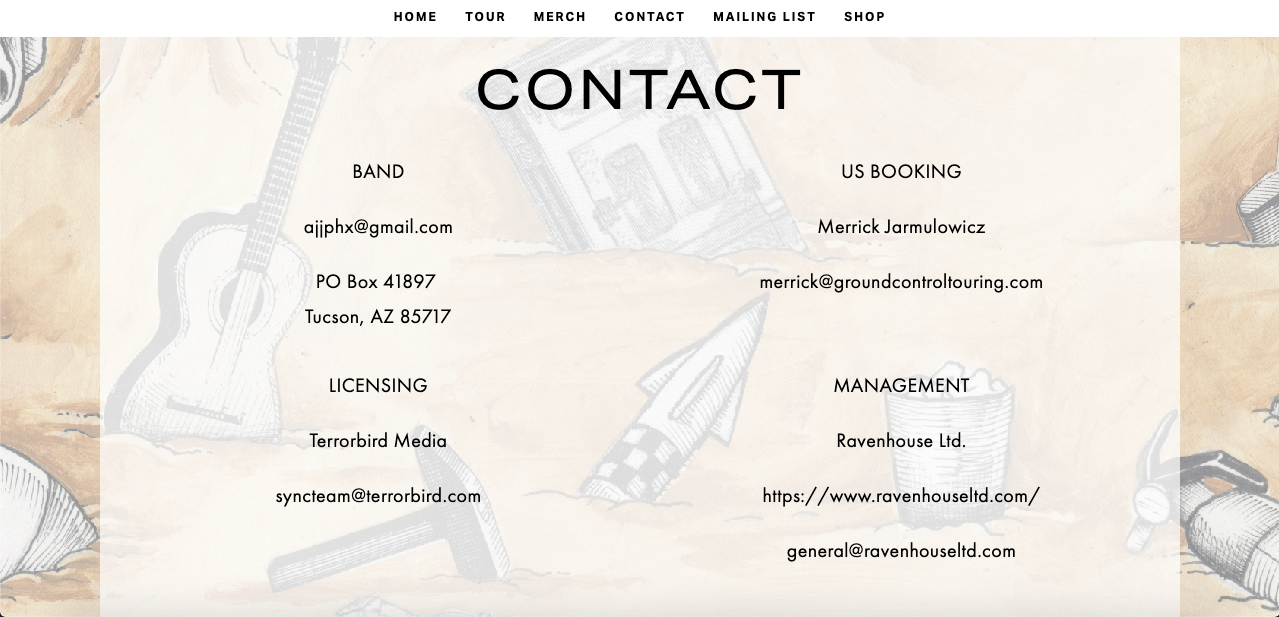 HOME TOUR MERCH CONTACT MAILING LIST SHOP
CONTACT
BAND
ajjphx@gmail.com
PO Box 41897
Tucson, AZ 85717
US BOOKING
Merrick Jarmulowicz
merrick@groundcontroltouring.com
LICENSING
Terrorbird Media
syncteam@terrorbird.com
MANAGEMENT
Ravenhouse Ltd.
https://www.ravenhouseltd.com/
general@ravenhouseltd.com